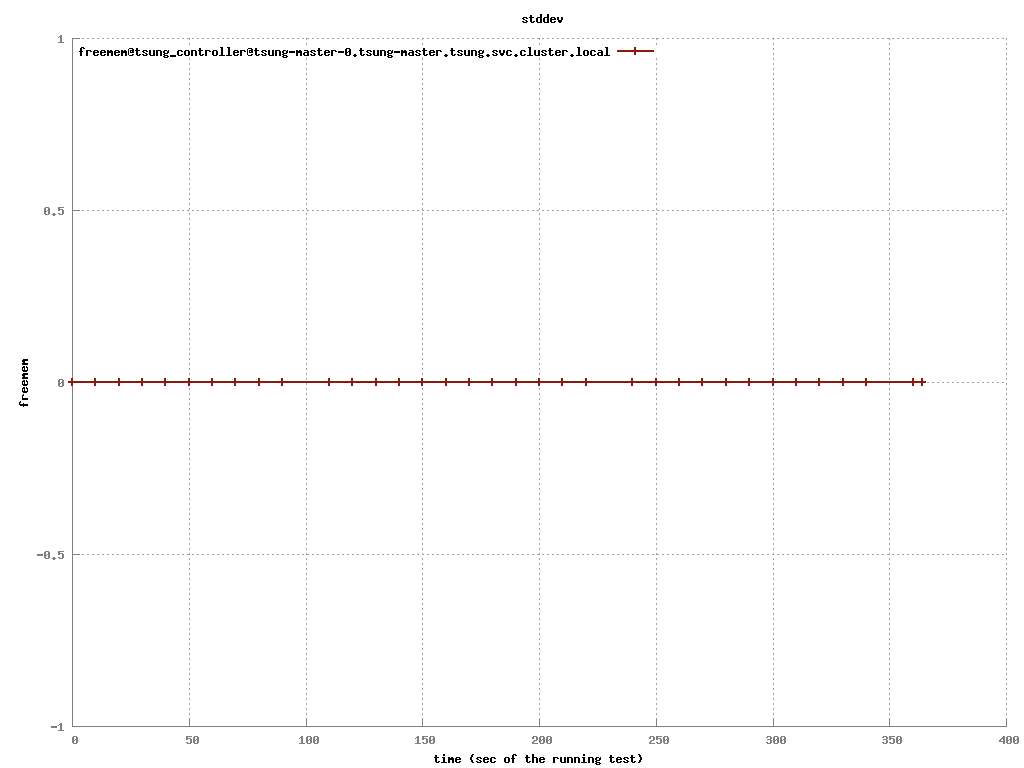 stddev
freemem@tsung_controller@tsung-master-0.tsung-master.tsung.svc.cluster.local
1
0.5
0
-0.5
-1
freemem
0 50 100 150 200 250 300 350 400
time (sec of the running test)